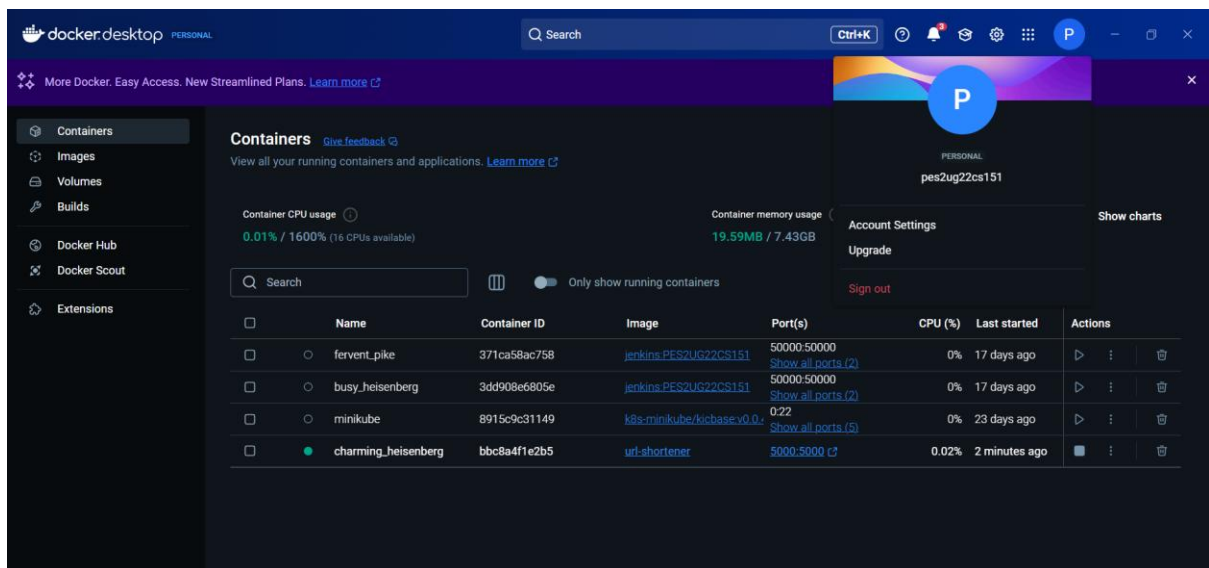 docker.desktop PERSONAL
Search
Ctrl+K
3
P
More Docker. Easy Access. New Streamlined Plans. Learn more
P
PERSONAL
pes2ug22cs151
Account Settings
Upgrade
Sign out
Containers
Images
Volumes
Builds
Docker Hub
Docker Scout
Extensions
Containers Give feedback
View all your running containers and applications. Learn more
Container CPU usage
0.01% / 1600% (16 CPUs available)
Container memory usage
19.59MB / 7.43GB
Show charts
Search
Only show running containers
Name Container ID Image Port(s) CPU (%) Last started Actions
fervent_pike 371ca58ac758 jenkins:PES2UG22CS151 50000:50000 Show all ports (2) 0% 17 days ago
busy_heisenberg 3dd908e6805e jenkins:PES2UG22CS151 50000:50000 Show all ports (2) 0% 17 days ago
minikube 8915c9c31149 k8s-minikube/kicbase:v0.0. 0:22 Show all ports (5) 0% 23 days ago
charming_heisenberg bbc8a4f1e2b5 url-shortener 5000:5000 0.02% 2 minutes ago